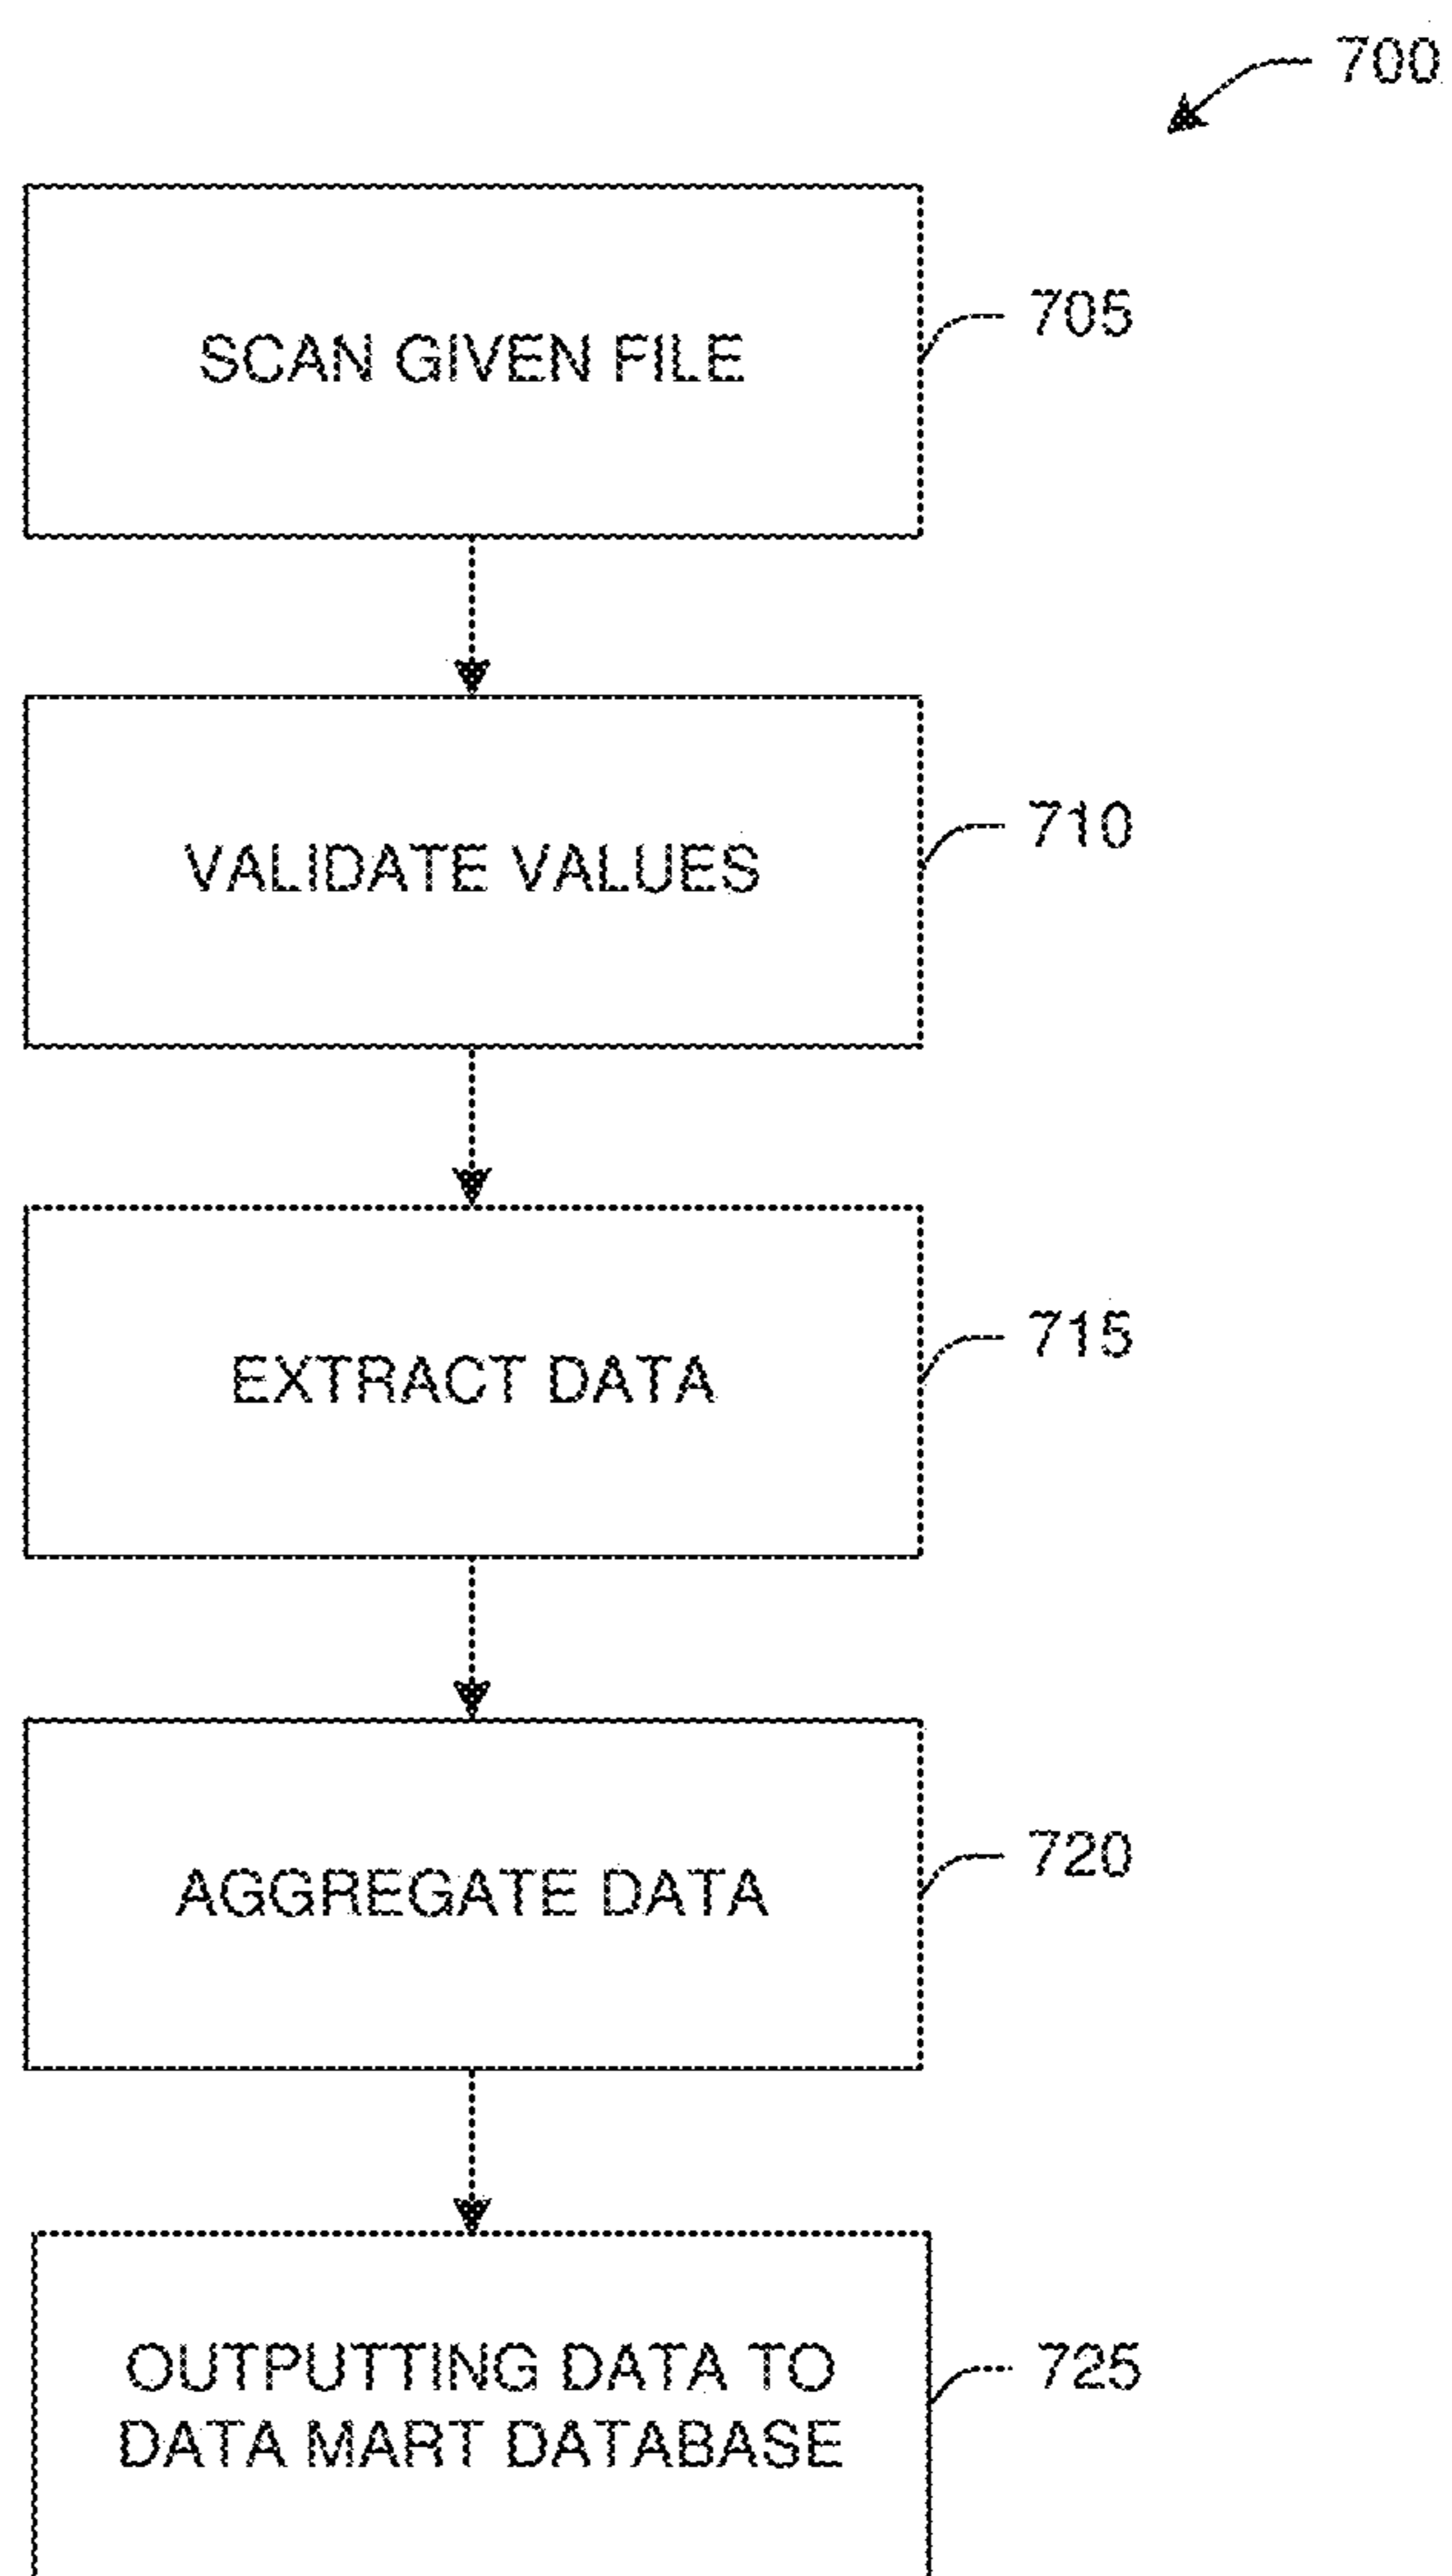 700
SCAN GIVEN FILE
705
VALIDATE VALUES
710
EXTRACT DATA
715
AGGREGATE DATA
720
OUTPUTTING DATA TO
DATA MART DATABASE
725